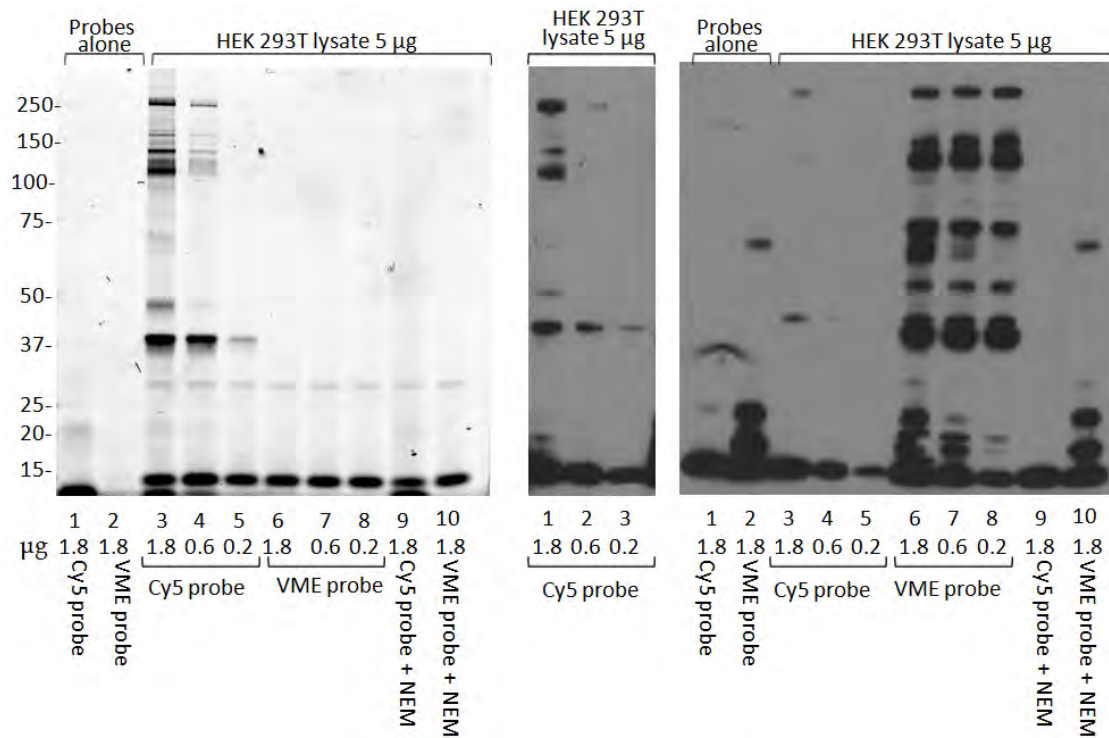 Probes
alone
HEK 293T lysate 5 µg
HEK 293T
lysate 5 µg
Probes
alone
HEK 293T lysate 5 µg
250-
150-
100-
75-
50-
37-
25-
20-
15-
1 2 3 4 5 6 7 8 9 10
µg 1.8 1.8 1.8 0.6 0.2 1.8 0.6 0.2 1.8 1.8
Cy5 probe
VME probe
Cy5 probe
VME probe
Cy5 probe + NEM
VME probe + NEM
1 2 3
1.8 0.6 0.2
Cy5 probe
1 2 3 4 5 6 7 8 9 10
1.8 1.8 1.8 0.6 0.2 1.8 0.6 0.2 1.8 1.8
Cy5 probe
VME probe
Cy5 probe
VME probe
Cy5 probe + NEM
VME probe + NEM